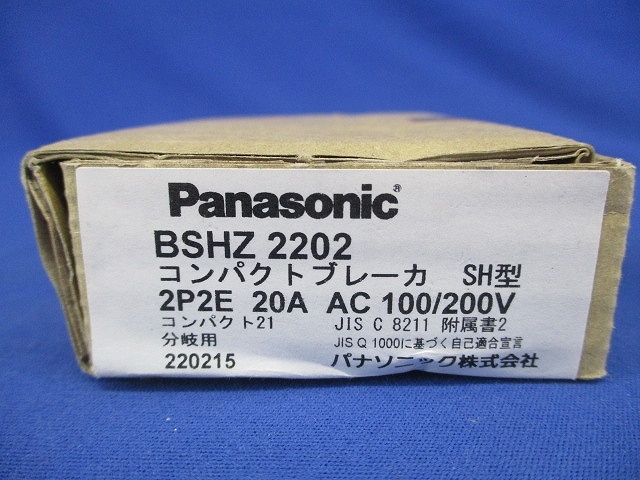 Panasonic®
BSHZ 2202
コンパクトブレーカ SH型
2P2E 20A AC 100/200V
コンパクト21 JIS C 8211 附属書2
分岐用 JIS Q 1000に基づく自己適合宣言
220215 パナソニック株式会社